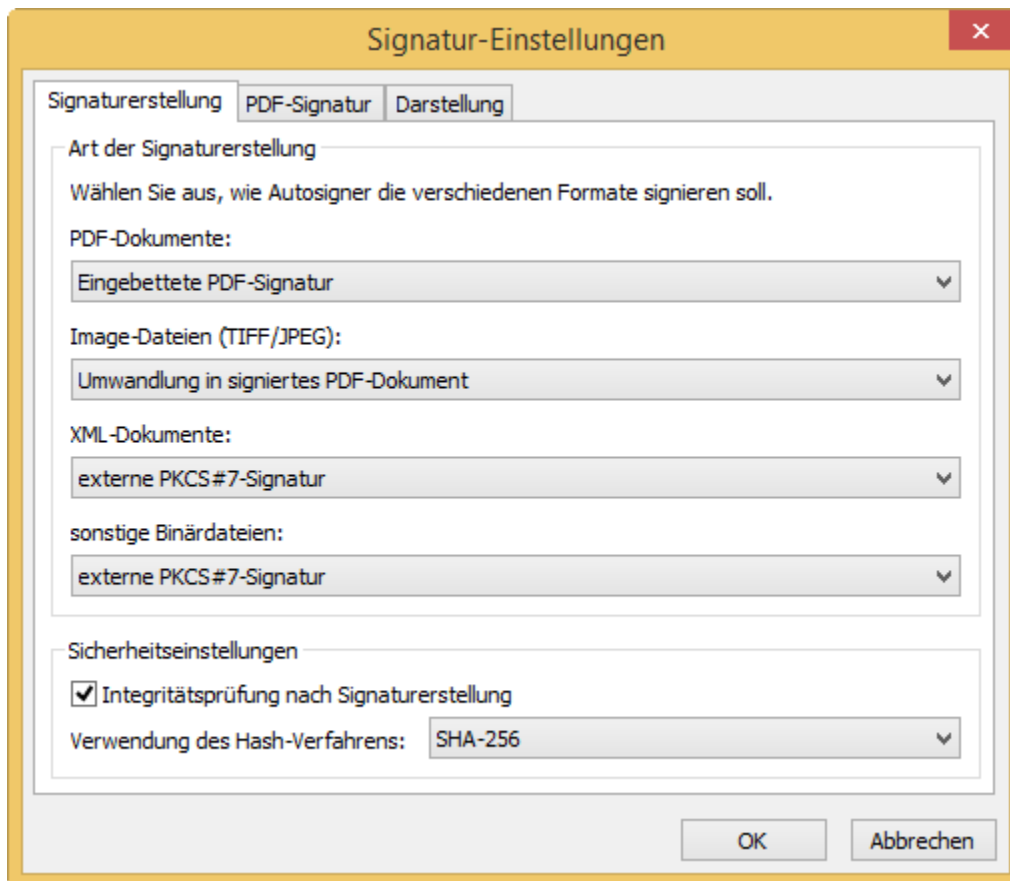 Signatur-Einstellungen
Signaturerstellung PDF-Signatur Darstellung
Art der Signaturerstellung
Wählen Sie aus, wie Autosigner die verschiedenen Formate signieren soll.
PDF-Dokumente:
Eingebettete PDF-Signatur
Image-Dateien (TIFF/JPEG):
Umwandlung in signiertes PDF-Dokument
XML-Dokumente:
externe PKCS#7-Signatur
sonstige Binärdateien:
externe PKCS#7-Signatur
Sicherheitseinstellungen
Integritätsprüfung nach Signaturerstellung
Verwendung des Hash-Verfahrens: SHA-256
OK Abbrechen